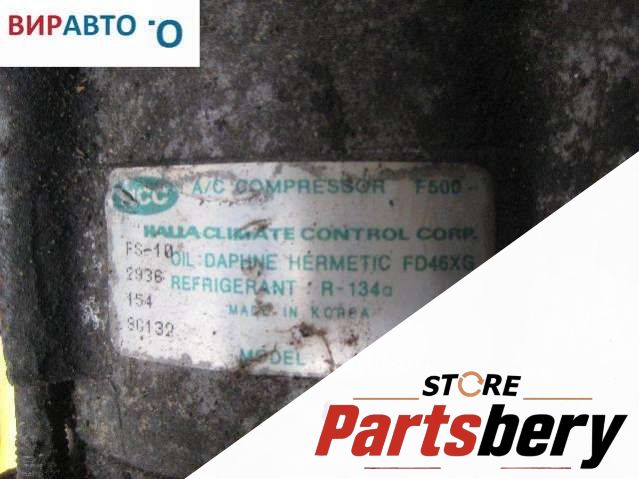 ВИРАВТО
HCC A/C COMPRESSOR F500-
HALLA CLIMATE CONTROL CORP.
FS-10
OIL:DAPHNE HERMETIC FD46XG
2936
REFRIGERANT : R-134a
154
MADE IN KOREA
9C132
MODEL
STORE
Partsbery